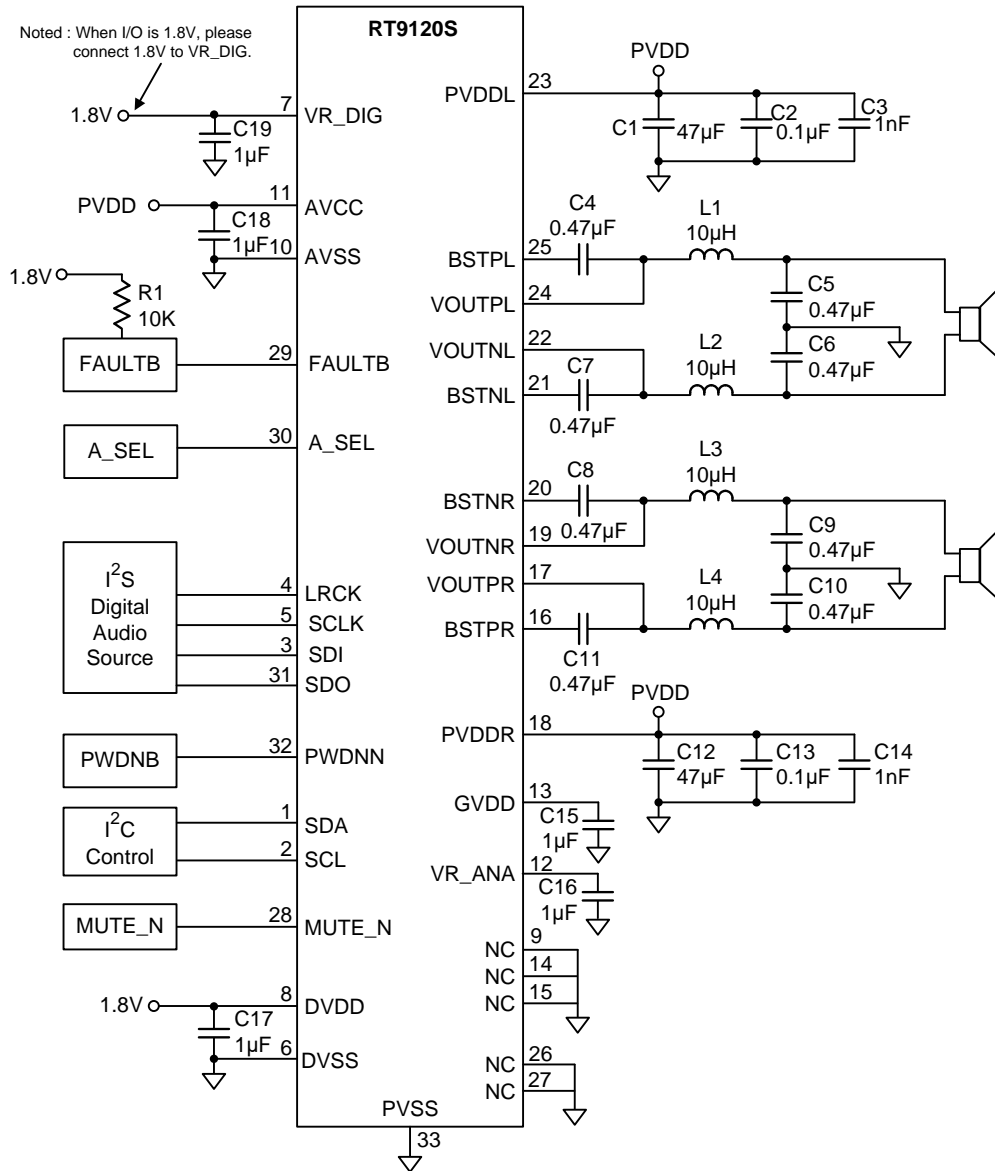 Noted : When I/O is 1.8V, please
connect 1.8V to VR_DIG.
RT9120S
1.8V
7
VR_DIG
C19
1µF
PVDD
11
AVCC
C18
1µF
10
AVSS
1.8V
R1
10K
FAULTB
29
FAULTB
A_SEL
30
A_SEL
I2S
Digital
Audio
Source
4
LRCK
5
SCLK
3
SDI
31
SDO
PWDNB
32
PWDNN
I2C
Control
1
SDA
2
SCL
MUTE_N
28
MUTE_N
1.8V
8
DVDD
C17
1µF
6
DVSS
PVSS
33
PVDD
PVDDL
23
C1
47µF
C2
0.1µF
C3
1nF
C4
0.47µF
L1
10µH
BSTPL
25
VOUTPL
24
C5
0.47µF
VOUTNL
22
L2
10µH
C6
0.47µF
BSTNL
21
C7
0.47µF
L3
10µH
BSTNR
20
C8
0.47µF
VOUTNR
19
C9
0.47µF
VOUTPR
17
L4
10µH
C10
0.47µF
BSTPR
16
C11
0.47µF
PVDD
PVDDR
18
C12
47µF
C13
0.1µF
C14
1nF
GVDD
13
C15
1µF
VR_ANA
12
C16
1µF
NC
9
NC
14
NC
15
NC
26
NC
27